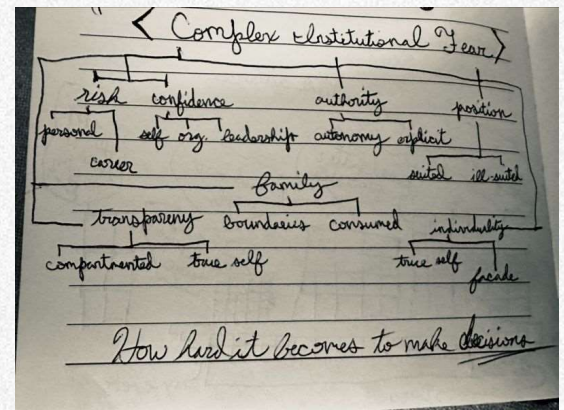 < Complex Institutional Fear >
risk confidence authority position
personal self org. leadership autonomy explicit
career suited ill-suited
family
transpareny boundaries consumed individuality
compartmented true self true self
facade
How hard it becomes to make decisions